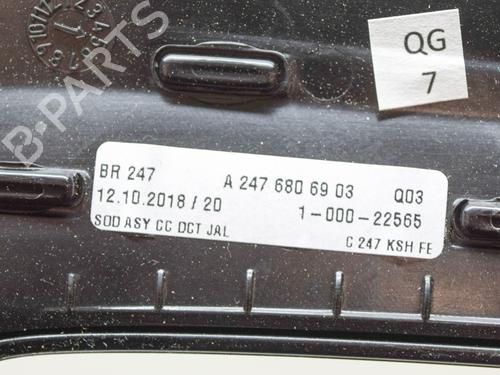 QG
7
BR 247 A 247 680 69 03 Q03
12.10.2018 / 20 1-000-22565
SOD ASY CC DCT JAL C 247 KSH FE
B-PARTS